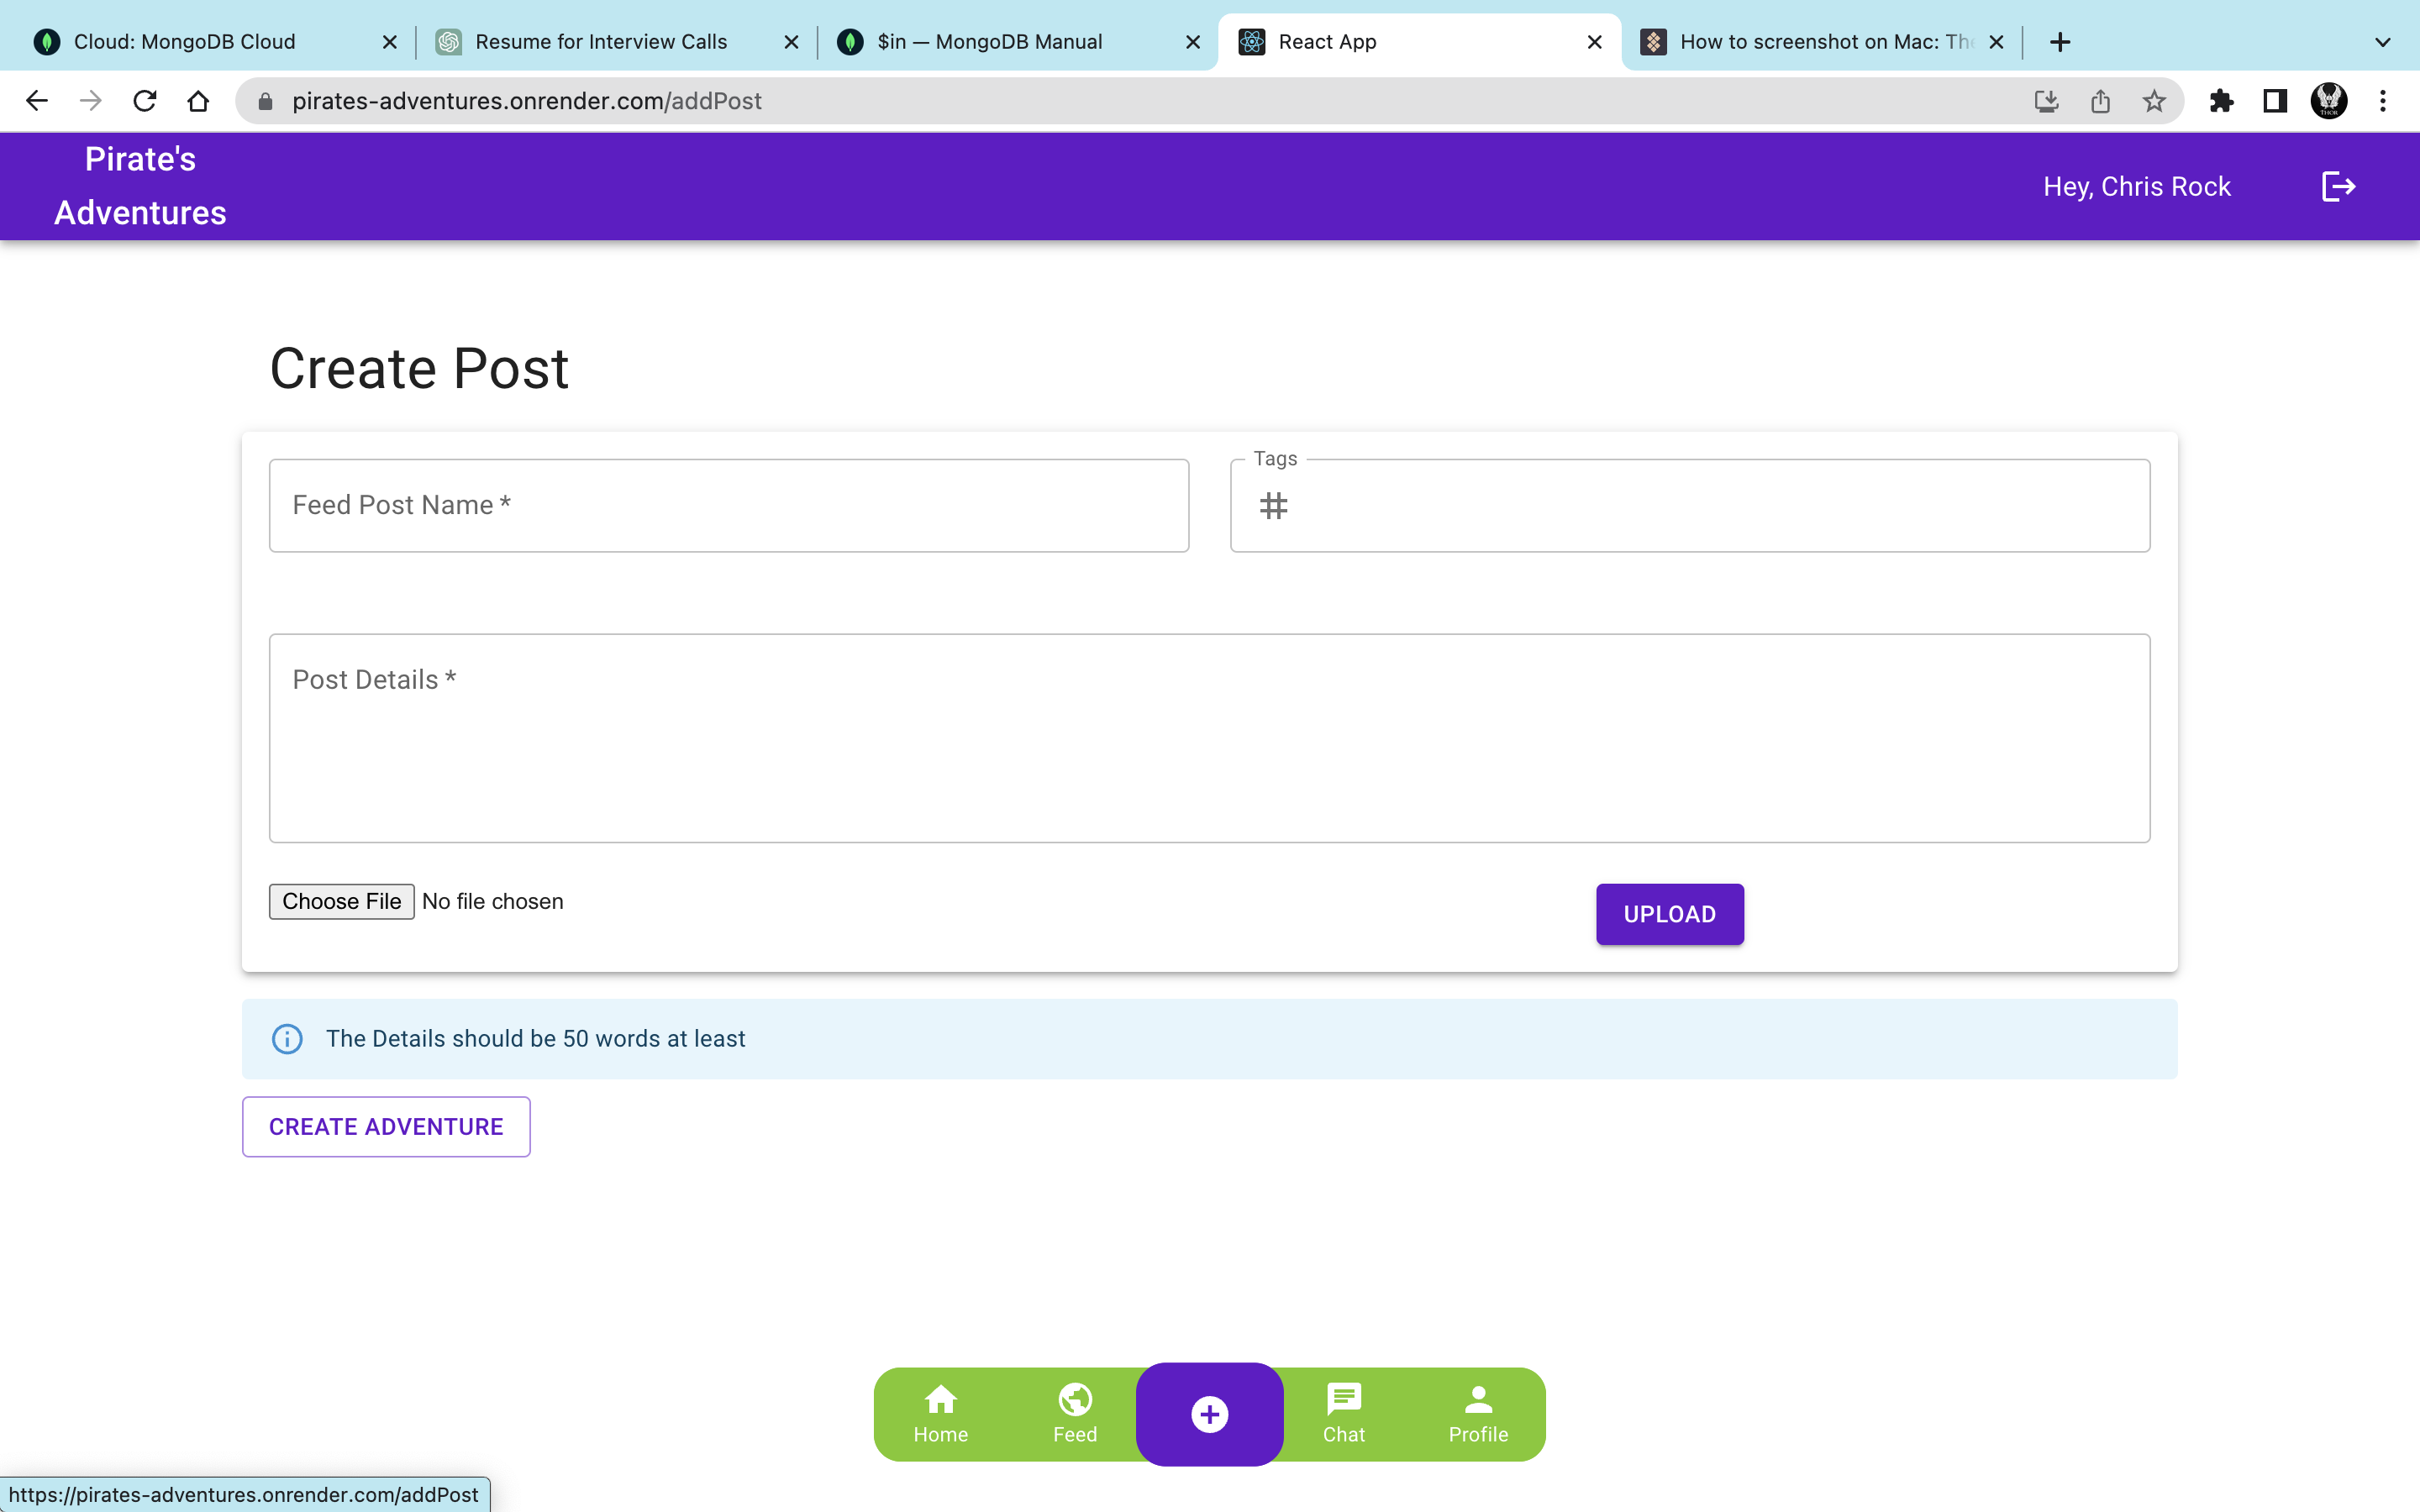 Cloud: MongoDB Cloud
Resume for Interview Calls
$in — MongoDB Manual
React App
How to screenshot on Mac: The
pirates-adventures.onrender.com/addPost
Pirate's
Adventures
Hey, Chris Rock
Create Post
Feed Post Name *
Tags
#
Post Details *
Choose File No file chosen
UPLOAD
The Details should be 50 words at least
CREATE ADVENTURE
Home
Feed
Chat
Profile
https://pirates-adventures.onrender.com/addPost